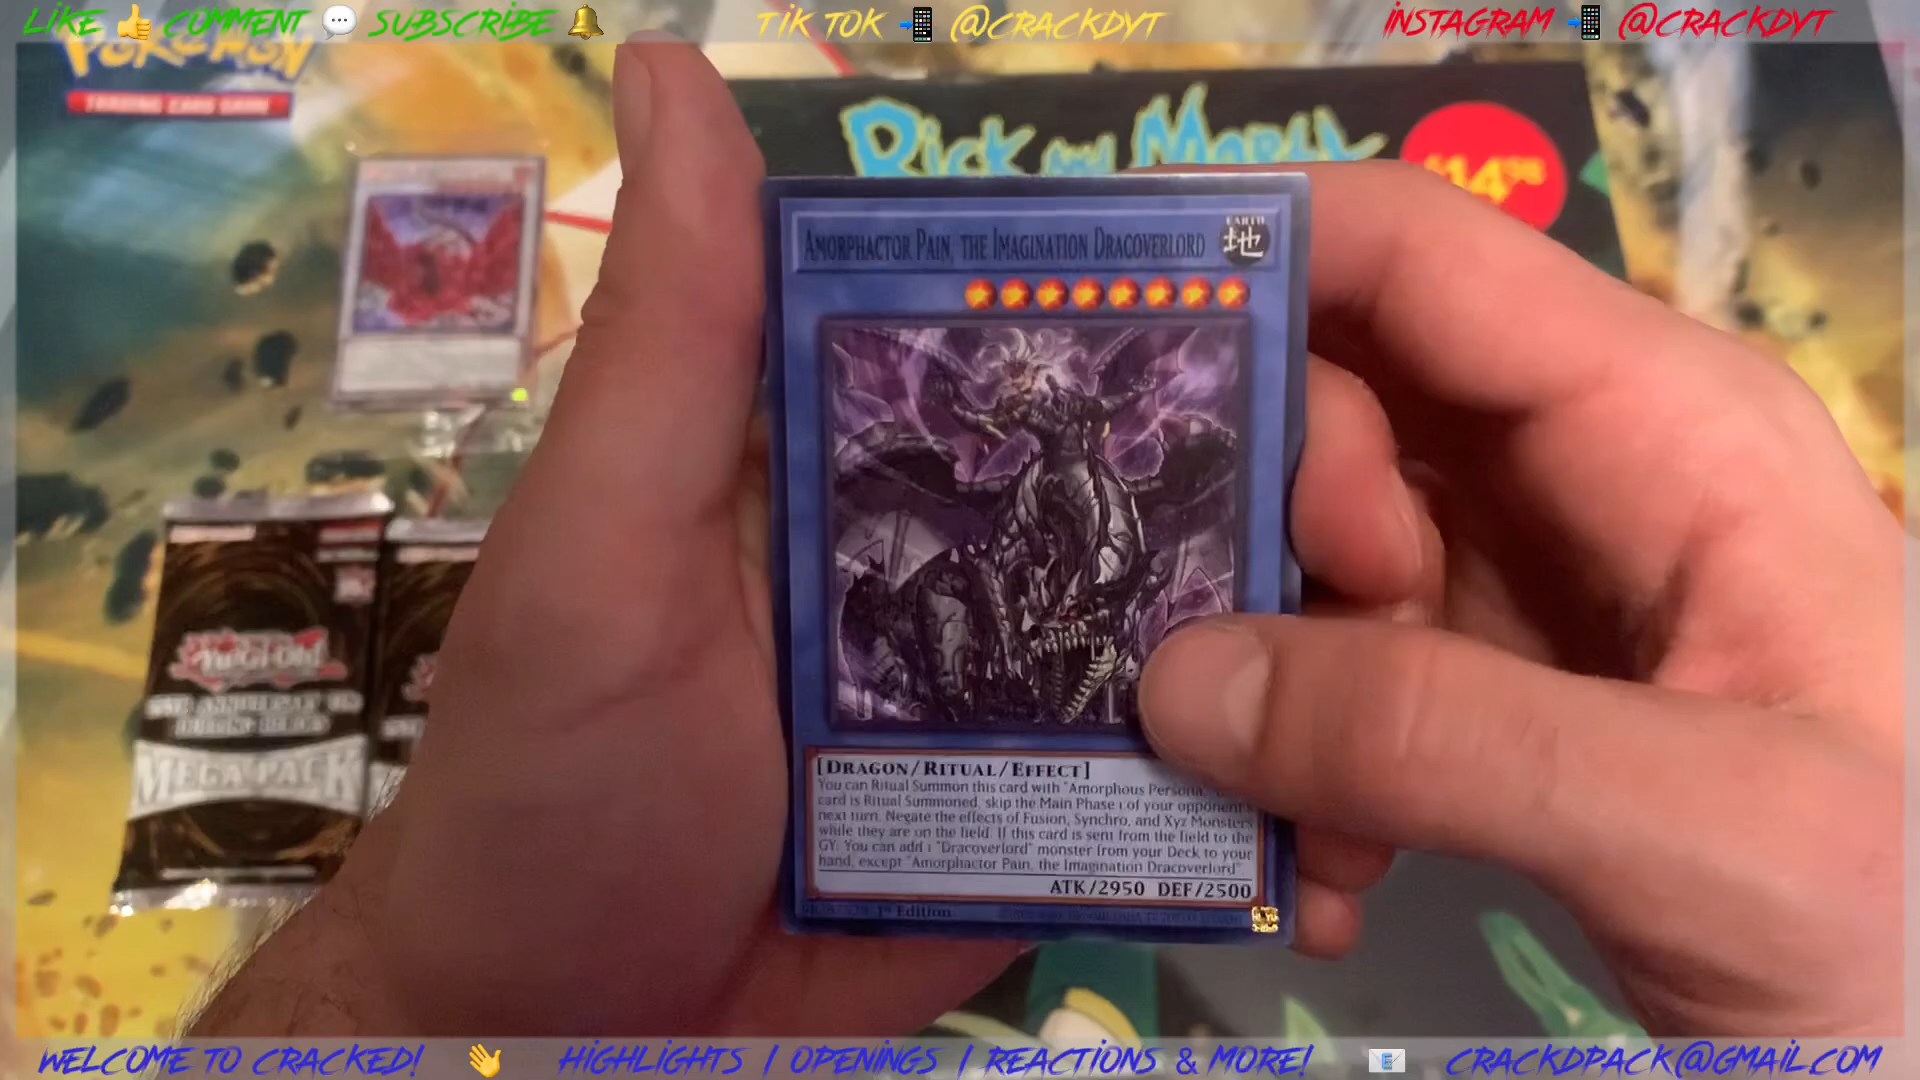 LIKE 👍 COMMENT 💬 SUBSCRIBE 🔔
TIK TOK 📲 @CRACKDYT
INSTAGRAM 📲 @CRACKDYT
POKÉMON
TRADING CARD GAME
RICK AND MORTY
$14.98
AMORPHACTOR PAIN, THE IMAGINATION DRACOVERLORD
EARTH
地
[DRAGON/RITUAL/EFFECT]
You can Ritual Summon this card with "Amorphous Persona."
card is Ritual Summoned, skip the Main Phase 1 of your opponent's
next turn. Negate the effects of Fusion, Synchro, and Xyz Monsters
while they are on the field. If this card is sent from the field to the
GY: You can add 1 "Dracoverlord" monster from your Deck to your
hand, except "Amorphactor Pain, the Imagination Dracoverlord".
ATK/2950 DEF/2500
1st Edition
YU-GI-OH!
MEGA PACK
WELCOME TO CRACKED! 👋 HIGHLIGHTS | OPENINGS | REACTIONS & MORE! 📧 CRACKDPACK@GMAIL.COM